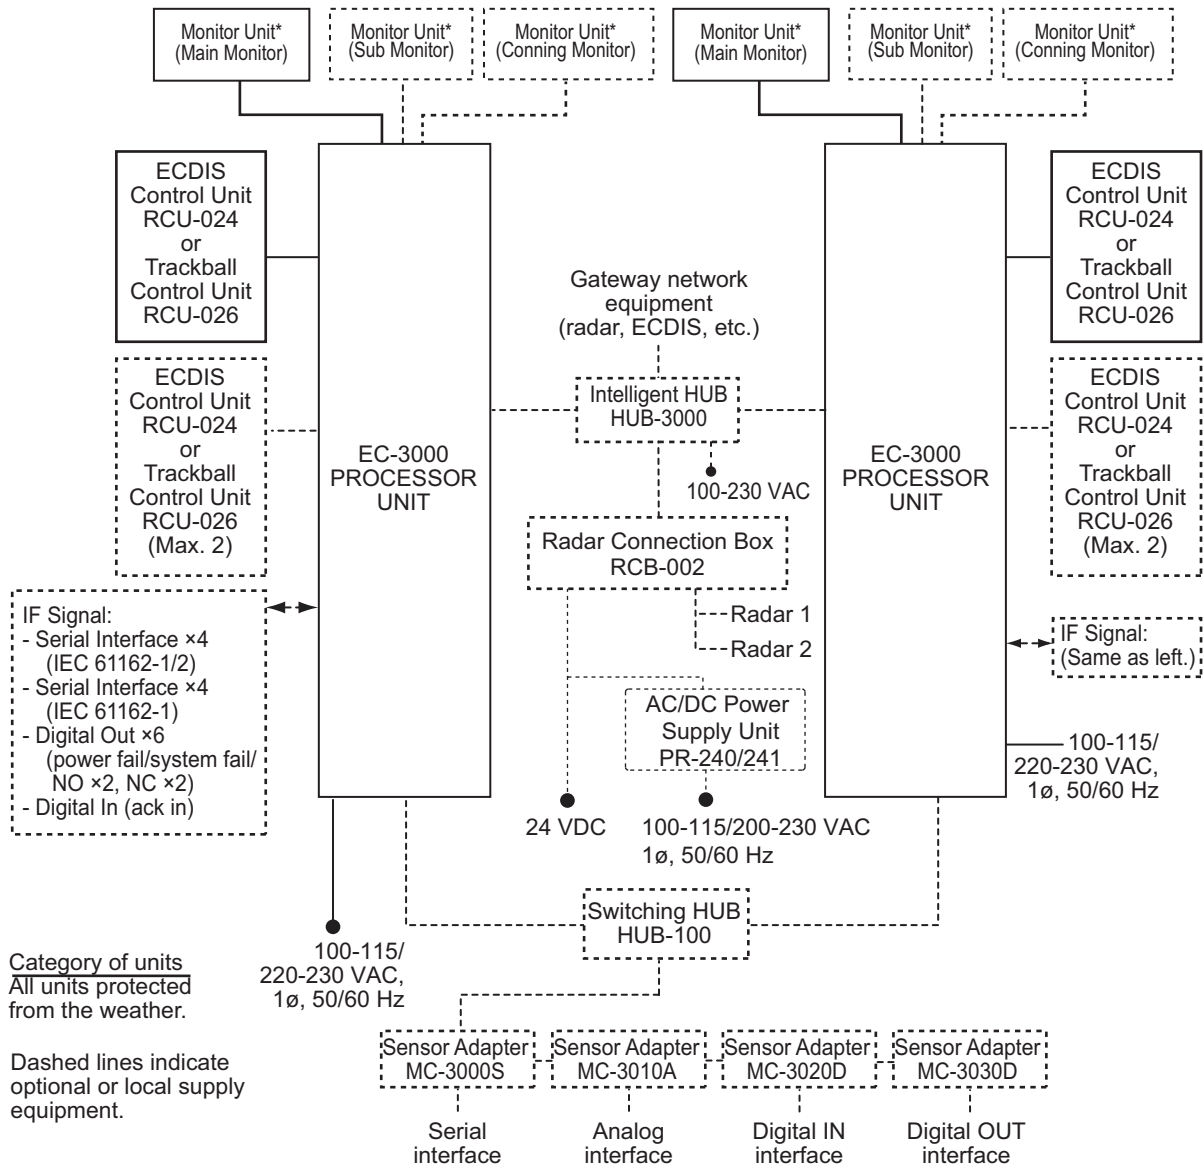 Monitor Unit*
(Main Monitor)
Monitor Unit*
(Sub Monitor)
Monitor Unit*
(Conning Monitor)
Monitor Unit*
(Main Monitor)
Monitor Unit*
(Sub Monitor)
Monitor Unit*
(Conning Monitor)
ECDIS
Control Unit
RCU-024
or
Trackball
Control Unit
RCU-026
ECDIS
Control Unit
RCU-024
or
Trackball
Control Unit
RCU-026
(Max. 2)
IF Signal:
- Serial Interface ×4
(IEC 61162-1/2)
- Serial Interface ×4
(IEC 61162-1)
- Digital Out ×6
(power fail/system fail/
NO ×2, NC ×2)
- Digital In (ack in)
EC-3000
PROCESSOR
UNIT
100-115/
220-230 VAC,
1ø, 50/60 Hz
Gateway network
equipment
(radar, ECDIS, etc.)
Intelligent HUB
HUB-3000
100-230 VAC
Radar Connection Box
RCB-002
Radar 1
Radar 2
AC/DC Power
Supply Unit
PR-240/241
24 VDC
100-115/200-230 VAC
1ø, 50/60 Hz
EC-3000
PROCESSOR
UNIT
ECDIS
Control Unit
RCU-024
or
Trackball
Control Unit
RCU-026
ECDIS
Control Unit
RCU-024
or
Trackball
Control Unit
RCU-026
(Max. 2)
IF Signal:
(Same as left.)
100-115/
220-230 VAC,
1ø, 50/60 Hz
Switching HUB
HUB-100
Sensor Adapter
MC-3000S
Sensor Adapter
MC-3010A
Sensor Adapter
MC-3020D
Sensor Adapter
MC-3030D
Serial
interface
Analog
interface
Digital IN
interface
Digital OUT
interface
Category of units
All units protected
from the weather.
Dashed lines indicate
optional or local supply
equipment.